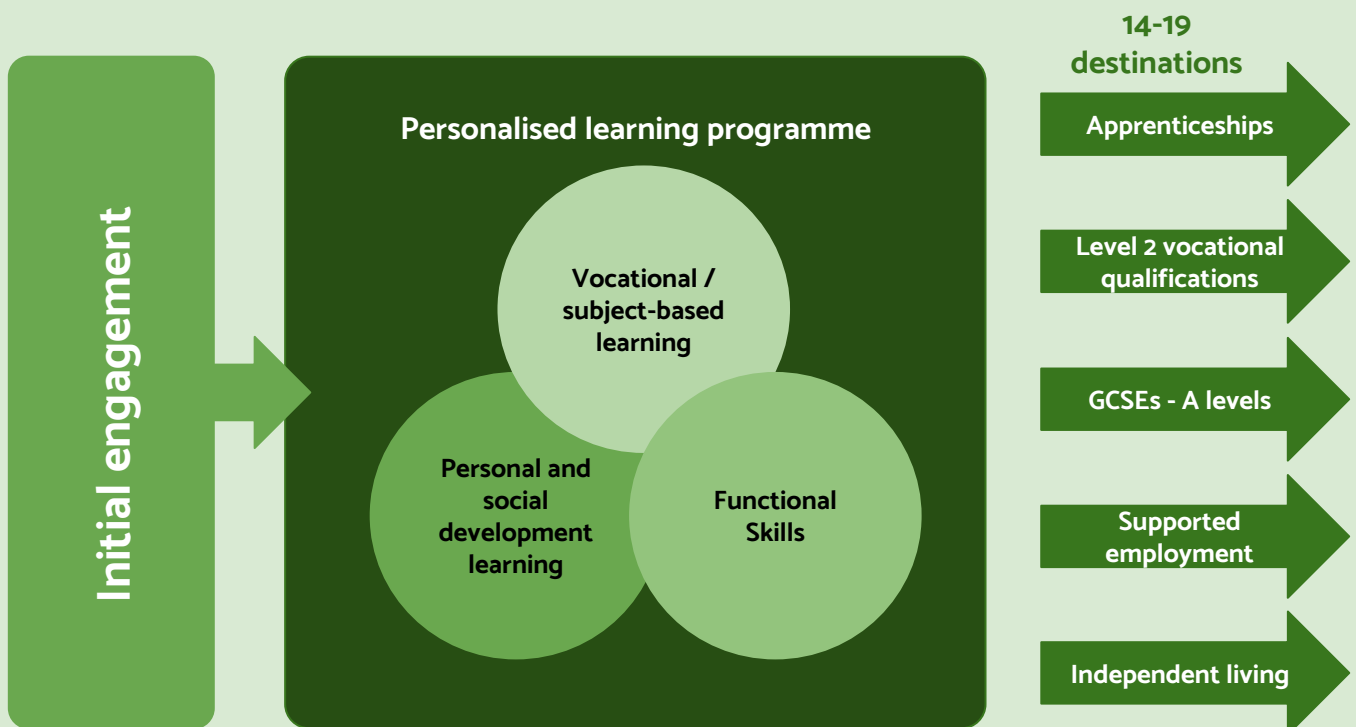 Initial engagement
Personalised learning programme
Vocational /
subject-based
learning
Personal and
social
development
learning
Functional
Skills
14-19
destinations
Apprenticeships
Level 2 vocational
qualifications
GCSEs - A levels
Supported
employment
Independent living